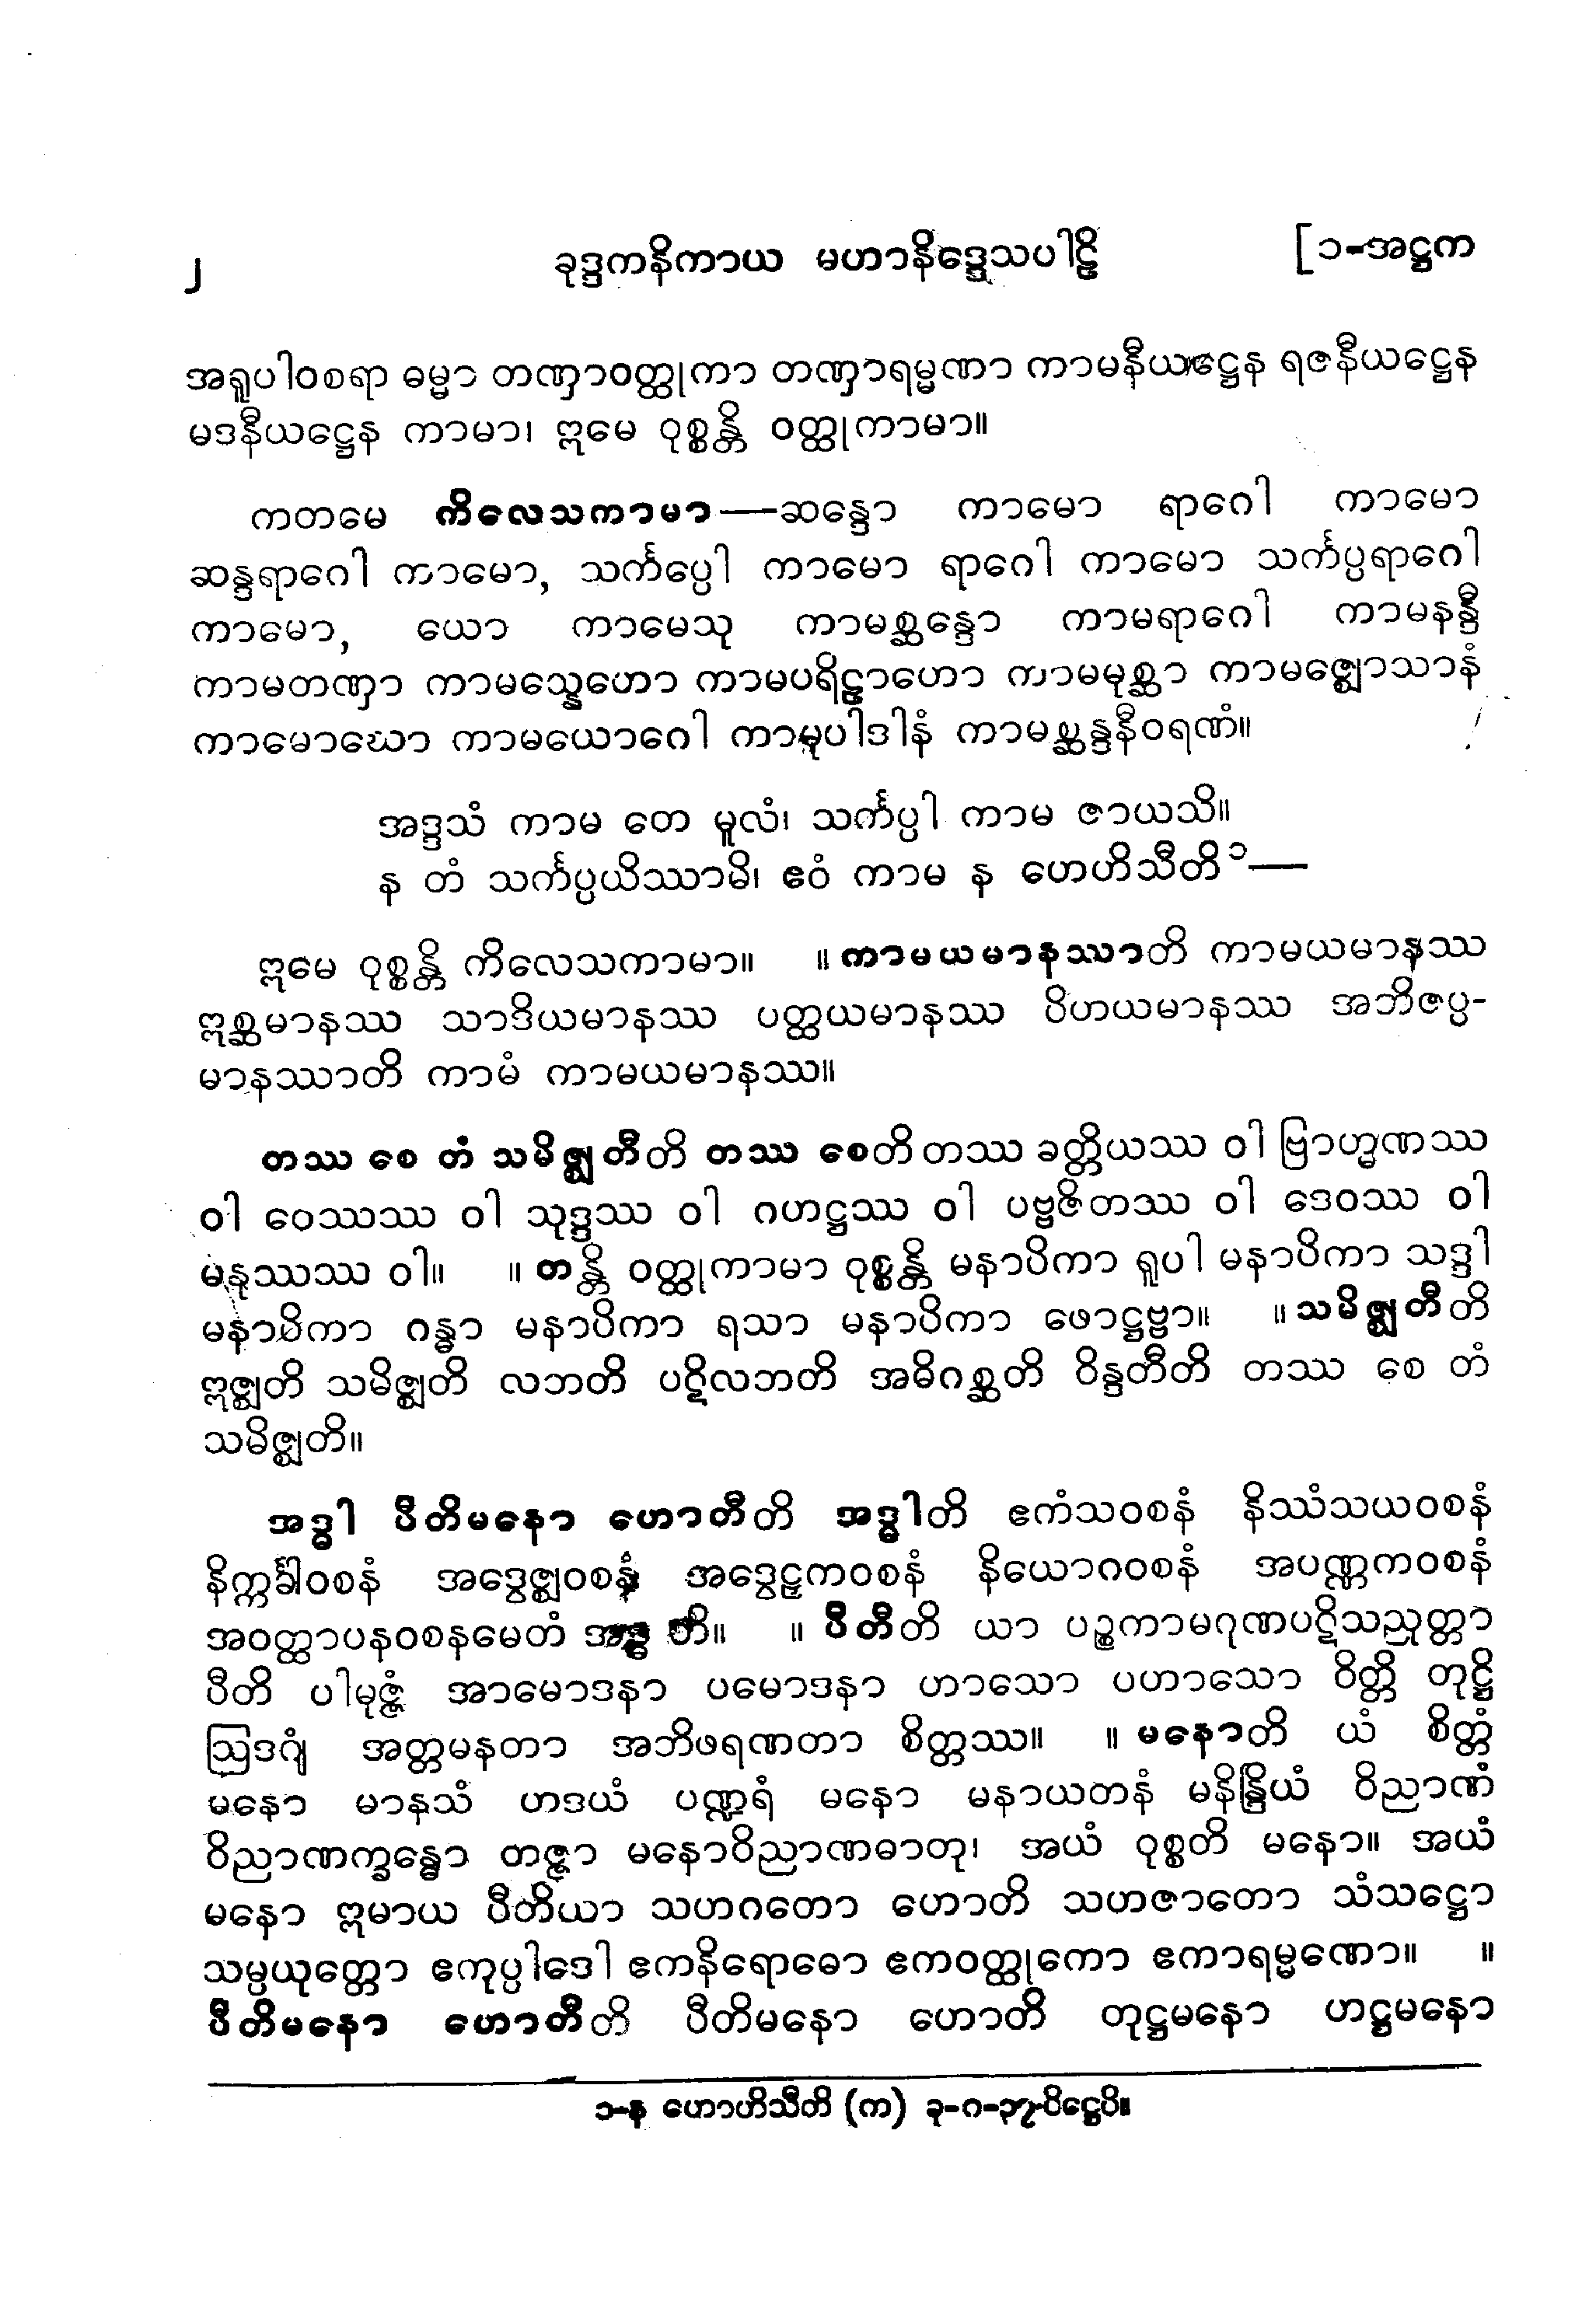 ၂ ခုဒ္ဒကနိကာယ မဟာနိဒ္ဒေသပါဠိ [၁-အဋ္ဌက
အရူပါဝစရာ ဓမ္မာ တဏှာဝတ္ထုကာ တဏှာရမ္မဏာ ကာမနီယဋ္ဌေန ရဇနီယဋ္ဌေန
မဒနီယဋ္ဌေန ကာမာ၊ ဣမေ ဝုစ္စန္တိ ဝတ္ထုကာမာ။
ကတမေ ကိလေသကာမာ—ဆန္ဒော ကာမော ရာဂေါ ကာမော
ဆန္ဒရာဂေါ ကာမော, သင်္ကပ္ပေါ ကာမော ရာဂေါ ကာမော သင်္ကပ္ပရာဂေါ
ကာမော, ယော ကာမေသု ကာမစ္ဆန္ဒော ကာမရာဂေါ ကာမနန္ဒီ
ကာမတဏှာ ကာမသ္နေဟော ကာမပရိဠာဟော ကာမမုစ္ဆာ ကာမဇ္ဈောသာနံ
ကာမောဃော ကာမယောဂေါ ကာမုပါဒါနံ ကာမစ္ဆန္ဒနီဝရဏံ။
အဒ္ဒသံ ကာမ တေ မူလံ၊ သင်္ကပ္ပါ ကာမ ဇာယသိ။
န တံ သင်္ကပ္ပယိဿာမိ၊ ဧဝံ ကာမ န ဟေဟိသီတိ ၁—
ဣမေ ဝုစ္စန္တိ ကိလေသကာမာ။ ။ ကာမယမာနဿာတိ ကာမယမာနဿ
ဣစ္ဆမာနဿ သာဒိယမာနဿ ပတ္ထယမာနဿ ပိဟယမာနဿ အဘိဇပ္ပ-
မာနဿာတိ ကာမံ ကာမယမာနဿ။
တဿ စေ တံ သမိဇ္ဈတီတိ တဿ စေတိ တဿ ခတ္တိယဿ ဝါ ဗြာဟ္မဏဿ
ဝါ ဝေဿဿ ဝါ သုဒ္ဒဿ ဝါ ဂဟဋ္ဌဿ ဝါ ပဗ္ဗဇိတဿ ဝါ ဒေဝဿ ဝါ
မနုဿဿ ဝါ။ ။ တန္တိ ဝတ္ထုကာမာ ဝုစ္စန္တိ မနာပိကာ ရူပါ မနာပိကာ သဒ္ဒါ
မနာပိကာ ဂန္ဓာ မနာပိကာ ရသာ မနာပိကာ ဖောဋ္ဌဗ္ဗာ။ ။ သမိဇ္ဈတီတိ
ဣဇ္ဈတိ သမိဇ္ဈတိ လဘတိ ပဋိလဘတိ အဓိဂစ္ဆတိ ဝိန္ဒတီတိ တဿ စေ တံ
သမိဇ္ဈတိ။
အဒ္ဓါ ပီတိမနော ဟောတီတိ အဒ္ဓါတိ ဧကံသဝစနံ နိဿံသယဝစနံ
နိက္ကင်္ခါဝစနံ အဒွေဇ္ဈဝစနံ အဒွေဠှကဝစနံ နိယောဂဝစနံ အပဏ္ဏကဝစနံ
အဝတ္ထာပနဝစနမေတံ အဒ္ဓါတိ။ ။ ပီတီတိ ယာ ပဉ္စကာမဂုဏပဋိသညုတ္တာ
ပီတိ ပါမုဇ္ဇံ အာမောဒနာ ပမောဒနာ ဟာသော ပဟာသော ဝိတ္တိ တုဋ္ဌိ
ဩဒဂျံ အတ္တမနတာ အဘိဖရဏတာ စိတ္တဿ။ ။ မနောတိ ယံ စိတ္တံ
မနော မာနသံ ဟဒယံ ပဏ္ဍရံ မနော မနာယတနံ မနိန္ဒြိယံ ဝိညာဏံ
ဝိညာဏက္ခန္ဓော တဇ္ဇာ မနောဝိညာဏဓာတု၊ အယံ ဝုစ္စတိ မနော။ အယံ
မနော ဣမာယ ပီတိယာ သဟဂတော ဟောတိ သဟဇာတော သံသဋ္ဌော
သမ္ပယုတ္တော ဧကုပ္ပါဒေါ ဧကနိရောဓော ဧကဝတ္ထုကော ဧကာရမ္မဏော။ ။
ပီတိမနော ဟောတီတိ ပီတိမနော ဟောတိ တုဋ္ဌမနော ဟဋ္ဌမနော
၁-န ဟောဟိသီတိ (က) ခု-ဂ-၃၇-ပိဋ္ဌေပိ။